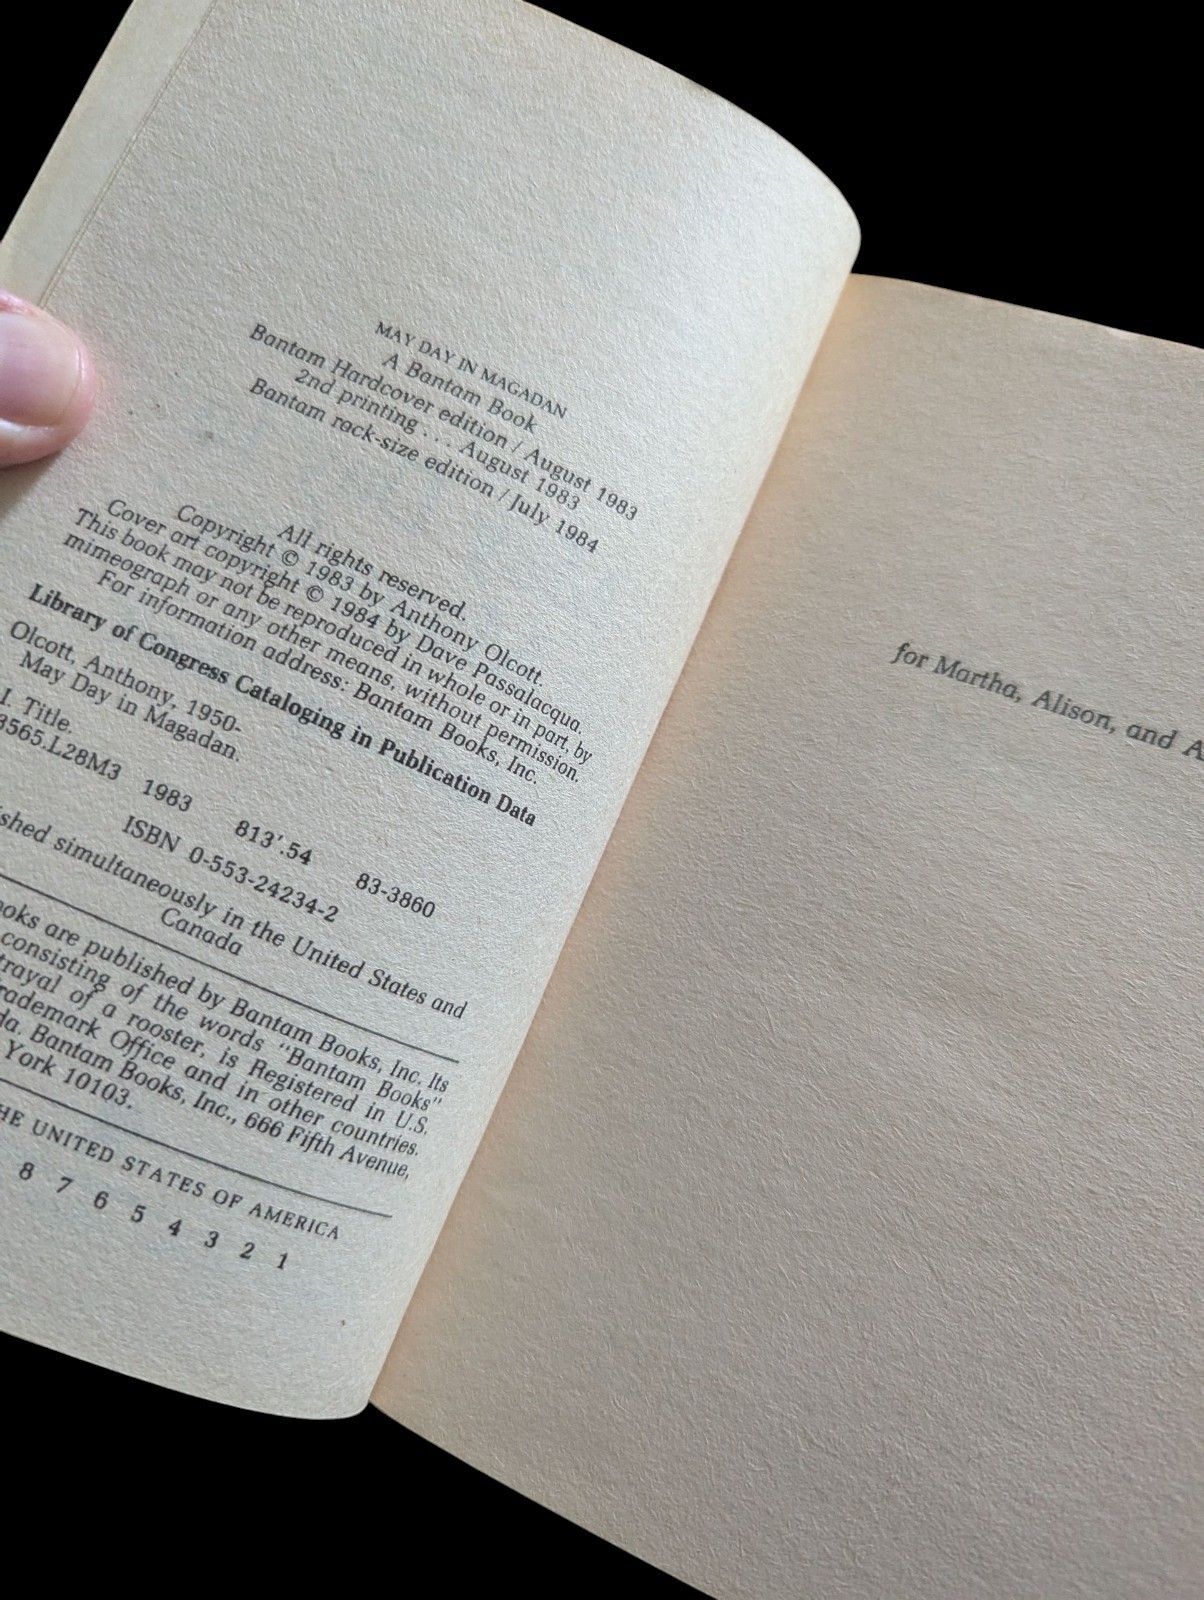 MAY DAY IN MAGADAN
A Bantam Book
Bantam Hardcover edition / August 1983
2nd printing . . . August 1983
Bantam rack-size edition / July 1984
All rights reserved.
Copyright © 1983 by Anthony Olcott.
Cover art copyright © 1984 by Dave Passalacqua.
This book may not be reproduced in whole or in part, by
mimeograph or any other means, without permission.
For information address: Bantam Books, Inc.
Library of Congress Cataloging in Publication Data
Olcott, Anthony, 1950-
May Day in Magadan.
I. Title.
3565.L28M3 1983 813'.54 83-3860
ISBN 0-553-24234-2
shed simultaneously in the United States and
Canada
ooks are published by Bantam Books, Inc. Its
consisting of the words "Bantam Books"
trayal of a rooster, is Registered in U.S.
rademark Office and in other countries.
da. Bantam Books, Inc., 666 Fifth Avenue,
York 10103.
HE UNITED STATES OF AMERICA
8 7 6 5 4 3 2 1
for Martha, Alison, and A